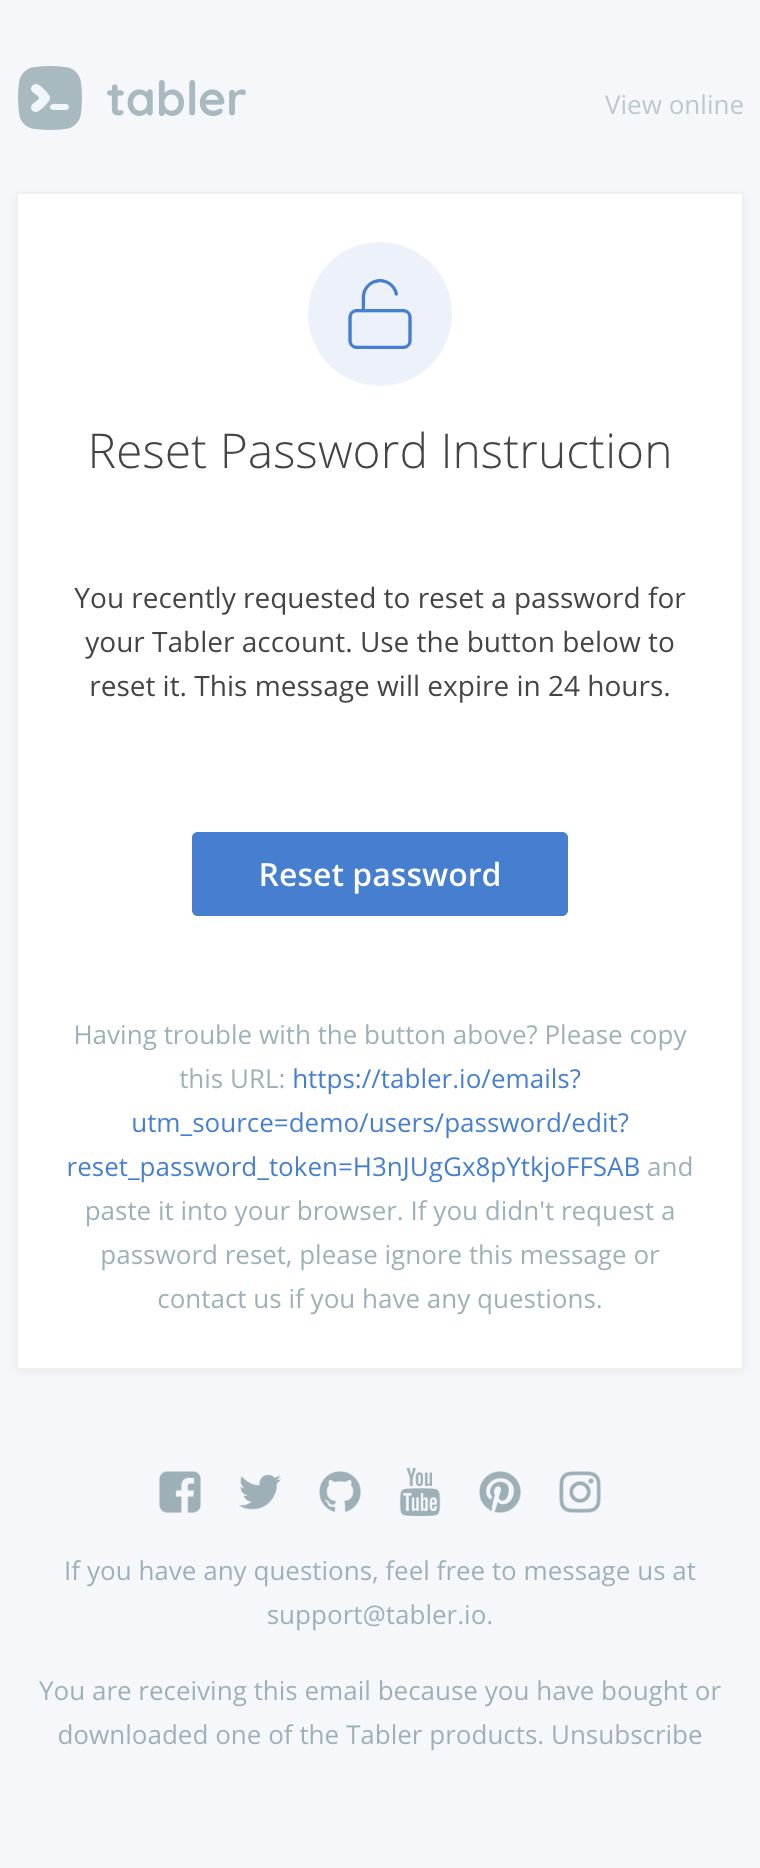 tabler
View online
Reset Password Instruction
You recently requested to reset a password for
your Tabler account. Use the button below to
reset it. This message will expire in 24 hours.
Reset password
Having trouble with the button above? Please copy
this URL: https://tabler.io/emails?
utm_source=demo/users/password/edit?
reset_password_token=H3nJUgGx8pYtkjoFFSAB and
paste it into your browser. If you didn't request a
password reset, please ignore this message or
contact us if you have any questions.
You
Tube
If you have any questions, feel free to message us at
support@tabler.io.
You are receiving this email because you have bought or
downloaded one of the Tabler products. Unsubscribe